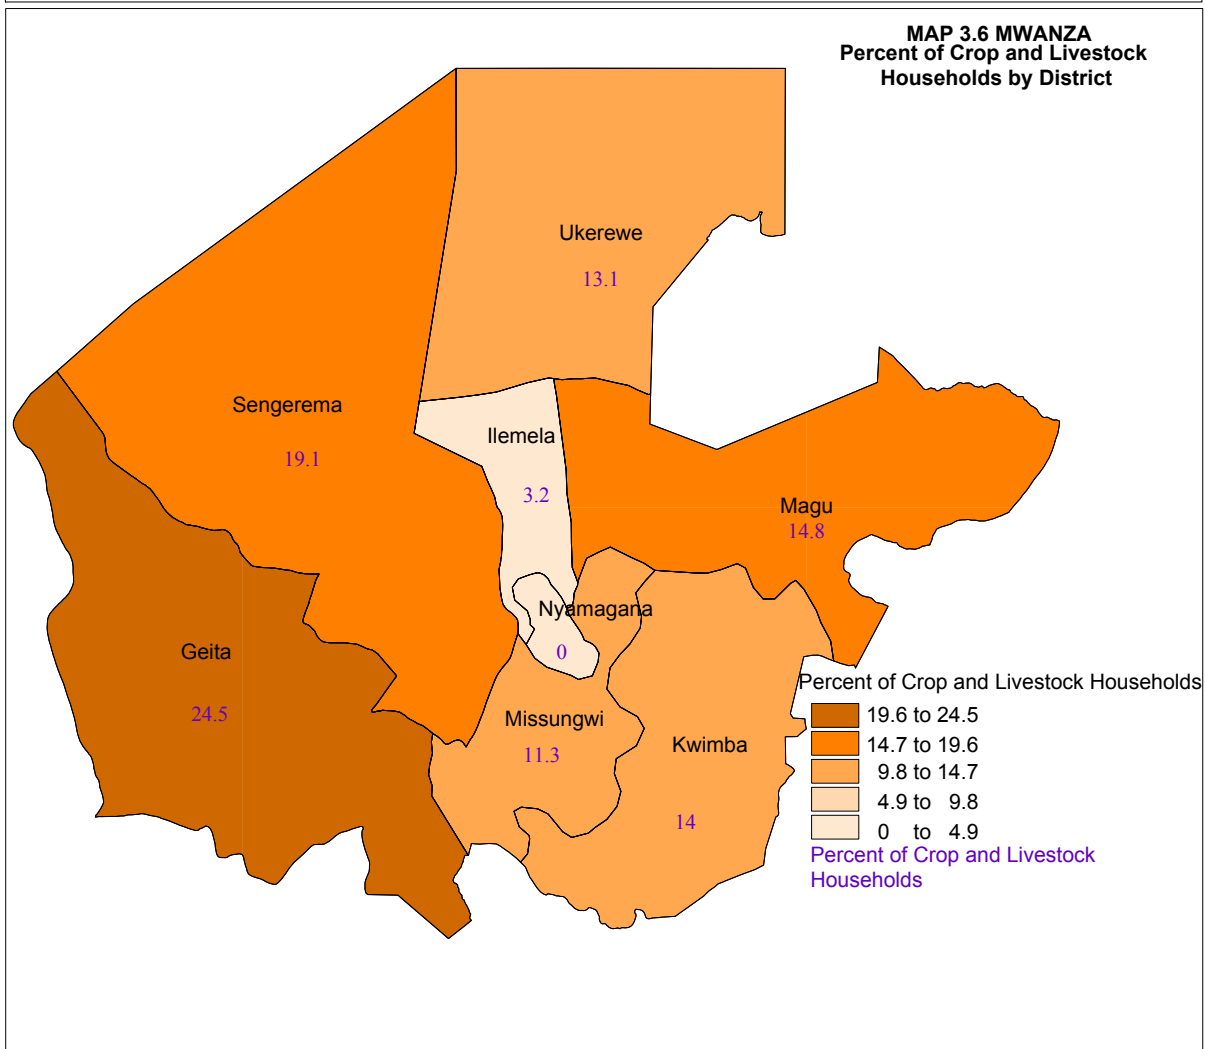 MAP 3.6 MWANZA
Percent of Crop and Livestock
Households by District
Ukerewe
13.1
Sengerema
19.1
Ilemela
3.2
Magu
14.8
Nyamagana
0
Geita
24.5
Missungwi
11.3
Kwimba
14
Percent of Crop and Livestock Households
19.6 to 24.5
14.7 to 19.6
9.8 to 14.7
4.9 to 9.8
0 to 4.9
Percent of Crop and Livestock
Households